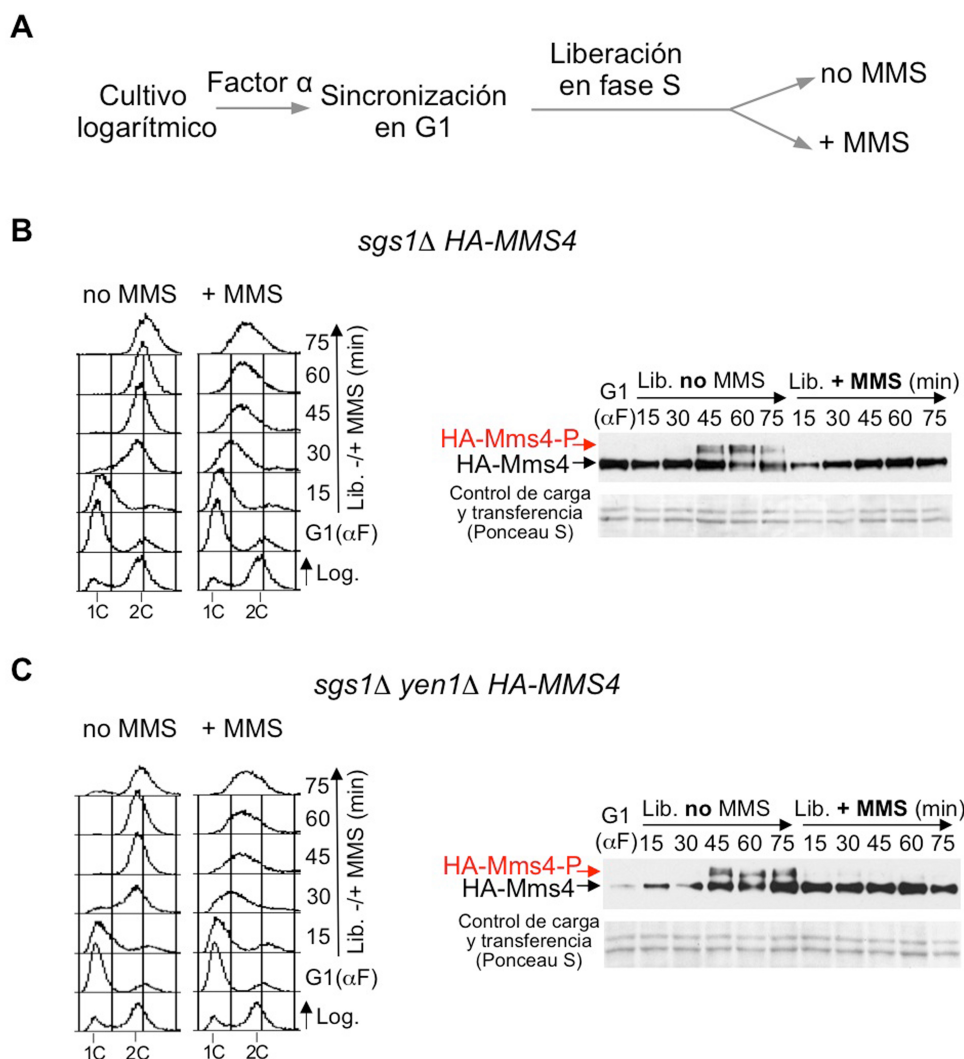 A
Cultivo
logarítmico
Factor α
Sincronización
en G1
Liberación
en fase S
no MMS
+ MMS
B
sgs1Δ HA-MMS4
no MMS + MMS
75
60
45
30
15
G1(αF)
Log.
Lib. -/+ MMS (min)
1C 2C 1C 2C
G1 Lib. no MMS Lib. + MMS (min)
(αF) 15 30 45 60 75 15 30 45 60 75
HA-Mms4-P
HA-Mms4
Control de carga
y transferencia
(Ponceau S)
C
sgs1Δ yen1Δ HA-MMS4
no MMS + MMS
75
60
45
30
15
G1(αF)
Log.
Lib. -/+ MMS (min)
1C 2C 1C 2C
G1 Lib. no MMS Lib. + MMS (min)
(αF) 15 30 45 60 75 15 30 45 60 75
HA-Mms4-P
HA-Mms4
Control de carga
y transferencia
(Ponceau S)